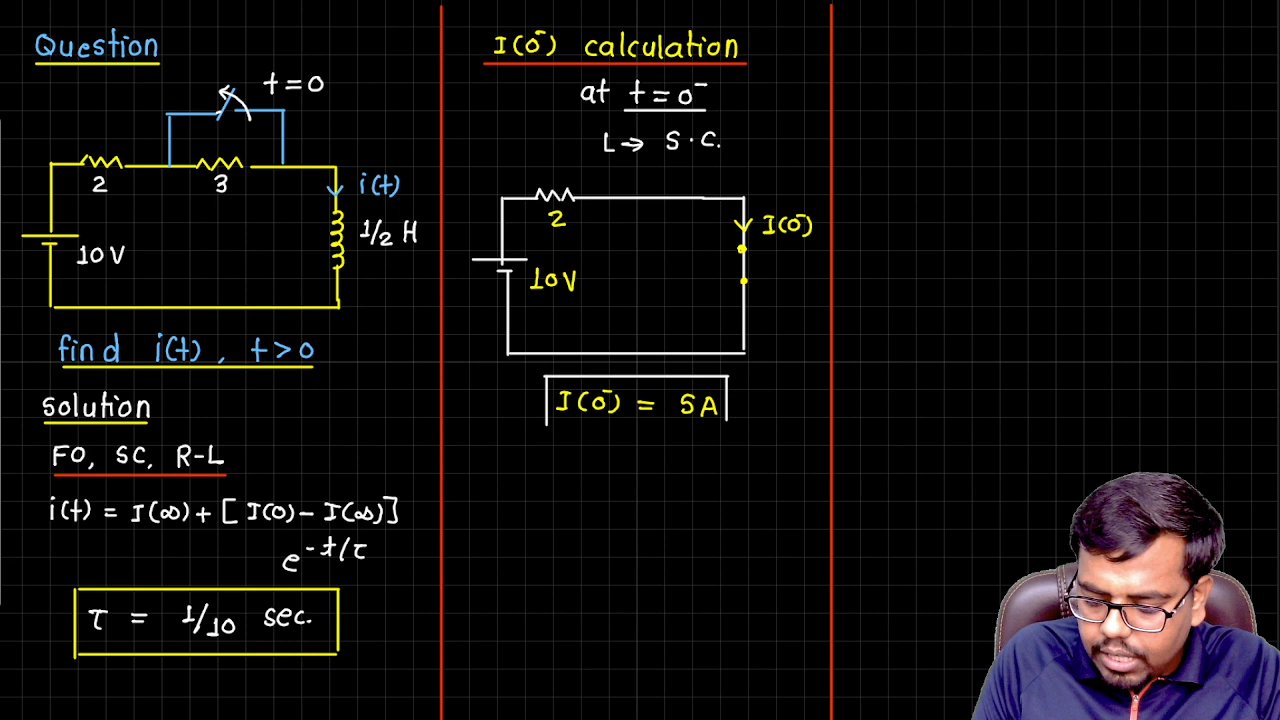 Question
t=0
2
3
i(t)
1/2 H
10V
find i(t), t>0
solution
FO, SC, R-L
i(t) = I(∞)+[I(0)-I(∞)]
e^-t/τ
τ = 1/10 sec.
I(0⁻) calculation
at t=0⁻
L→ S.C.
2
I(0⁻)
10V
I(0⁻) = 5A